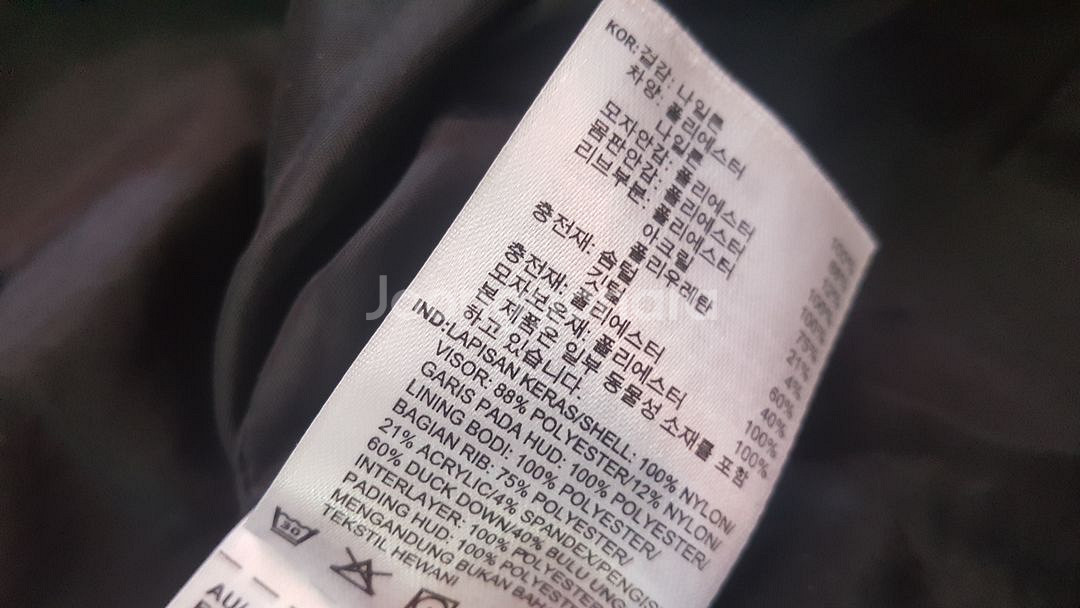 KOR: 겉감: 나일론 100%
차양: 폴리에스터 88%
나일론 12%
모자안감: 폴리에스터 100%
몸판안감: 폴리에스터 100%
리브부분: 폴리에스터 75%
아크릴 21%
폴리우레탄 4%
충전재: 솜털 60%
깃털 40%
충전재: 폴리에스터 100%
모자보온재: 폴리에스터 100%
본 제품은 일부 동물성 소재를 포함
하고 있습니다.
IND:LAPISAN KERAS/SHELL: 100% NYLON/
VISOR: 88% POLYESTER/12% NYLON/
GARIS PADA HUD: 100% POLYESTER/
LINING BODI: 100% POLYESTER/
BAGIAN RIB: 75% POLYESTER/
21% ACRYLIC/4% SPANDEX/PENGIS
60% DUCK DOWN/40% BULU UNG
INTERLAYER: 100% POLYESTE
PADING HUD: 100% POLYESTE
MENGANDUNG BUKAN BAH
TEKSTIL HEWANI
30